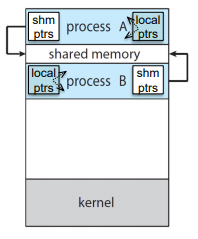 shm ptrs process A local ptrs
shared memory
local ptrs process B shm ptrs
kernel